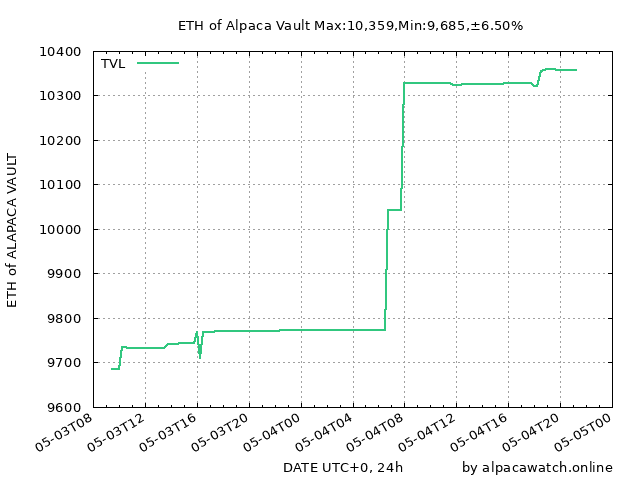 ETH of Alpaca Vault Max:10,359,Min:9,685,±6.50%
TVL
ETH of ALAPACA VAULT
10400
10300
10200
10100
10000
9900
9800
9700
9600
05-03T08
05-03T12
05-03T16
05-03T20
05-04T00
05-04T04
05-04T08
05-04T12
05-04T16
05-04T20
05-05T00
DATE UTC+0, 24h
by alpacawatch.online